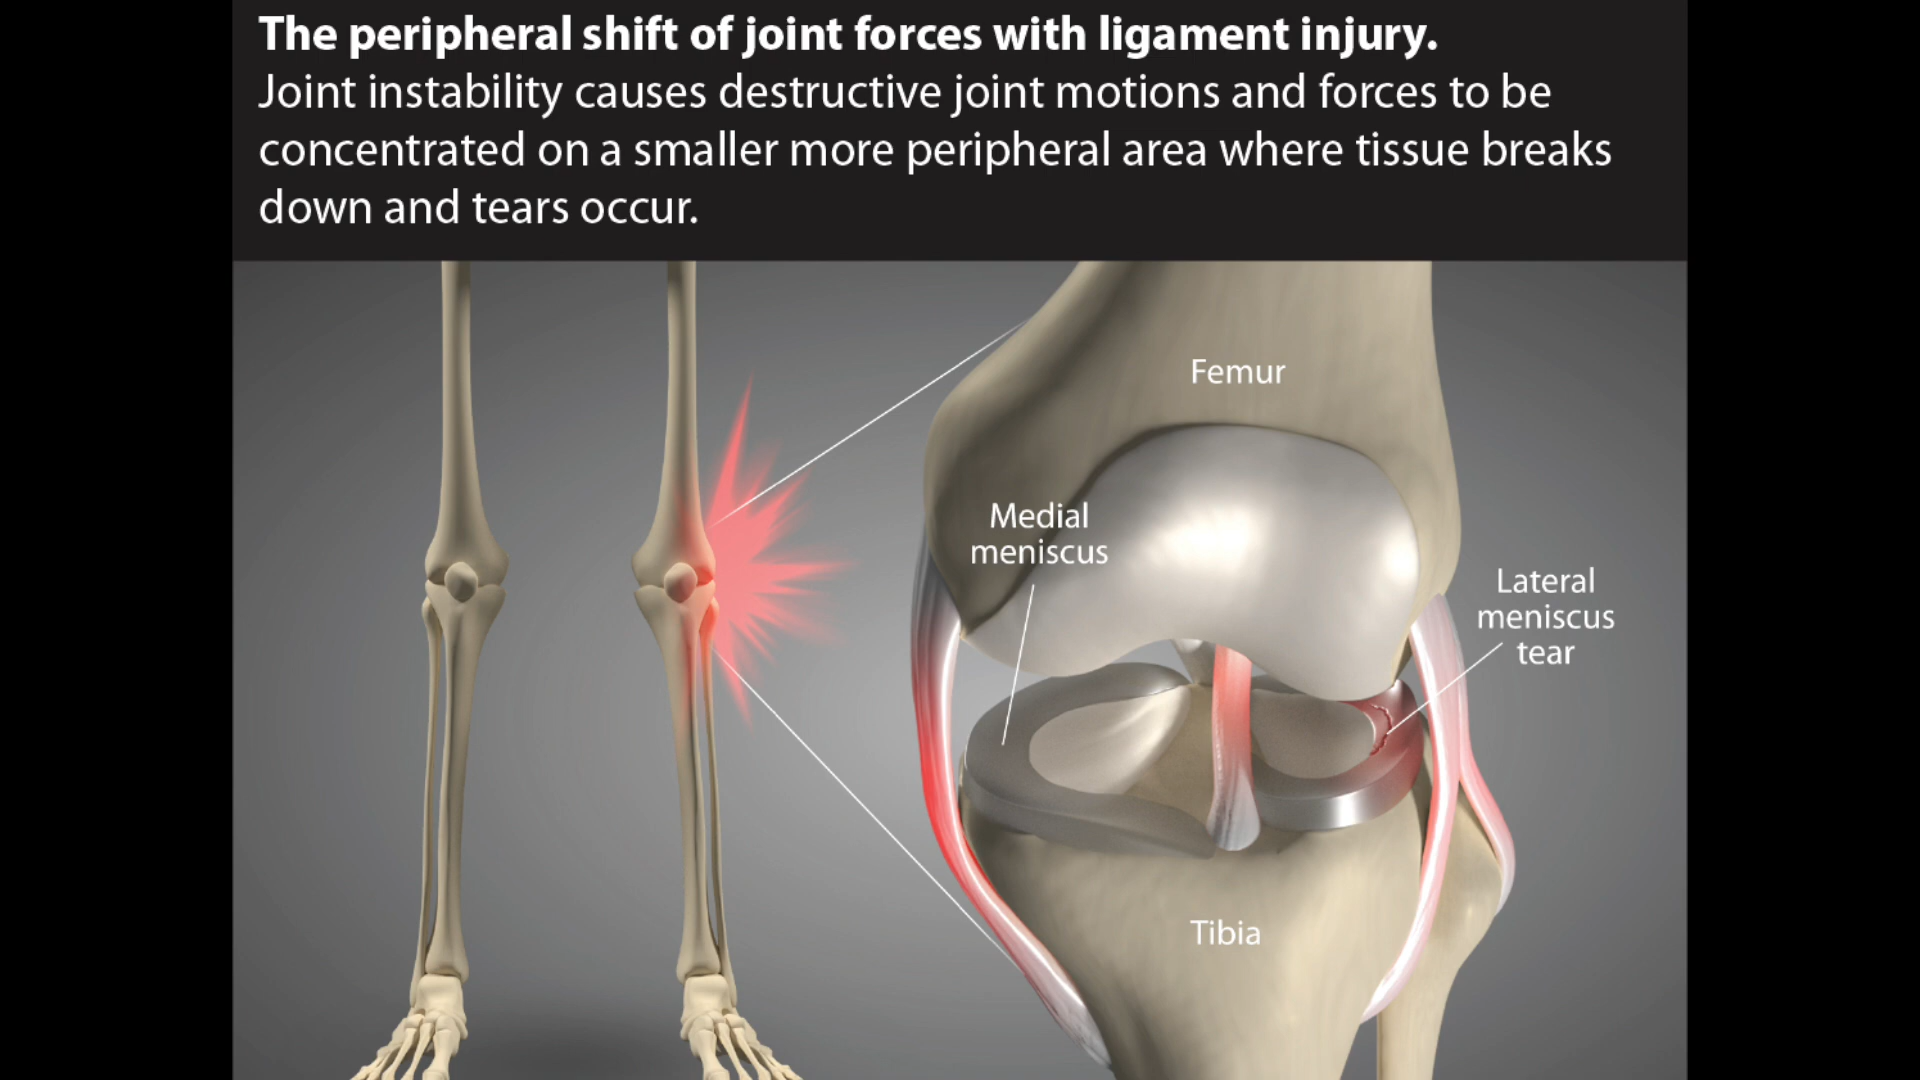 The peripheral shift of joint forces with ligament injury.
Joint instability causes destructive joint motions and forces to be
concentrated on a smaller more peripheral area where tissue breaks
down and tears occur.
Femur
Medial
meniscus
Lateral
meniscus
tear
Tibia